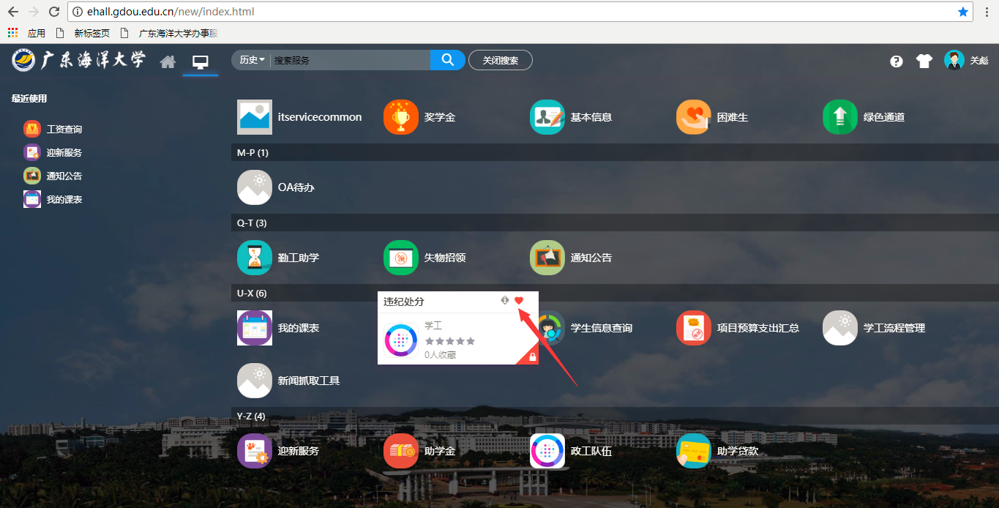 ehall.gdou.edu.cn/new/index.html
应用 新标签页 广东海洋大学办事服
广东海洋大学 历史 搜索服务 关闭搜索 关彪
最近使用
工资查询
迎新服务
通知公告
我的课表
itservicecommon 奖学金 基本信息 困难生 绿色通道
M-P (1)
OA待办
Q-T (3)
勤工助学 失物招领 通知公告
U-X (6)
我的课表
违纪处分
学工
0人收藏
学生信息查询 项目预算支出汇总 学工流程管理
新闻抓取工具
Y-Z (4)
迎新服务 助学金 政工队伍 助学贷款